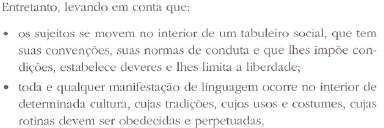 Entretanto, levando em conta que:
• os sujeitos se movem no interior de um tabuleiro social, que tem
suas convenções, suas normas de conduta e que lhes impõe con-
dições, estabelece deveres e lhes limita a liberdade;
• toda e qualquer manifestação de linguagem ocorre no interior de
determinada cultura, cujas tradições, cujos usos e costumes, cujas
rotinas devem ser obedecidas e perpetuadas,